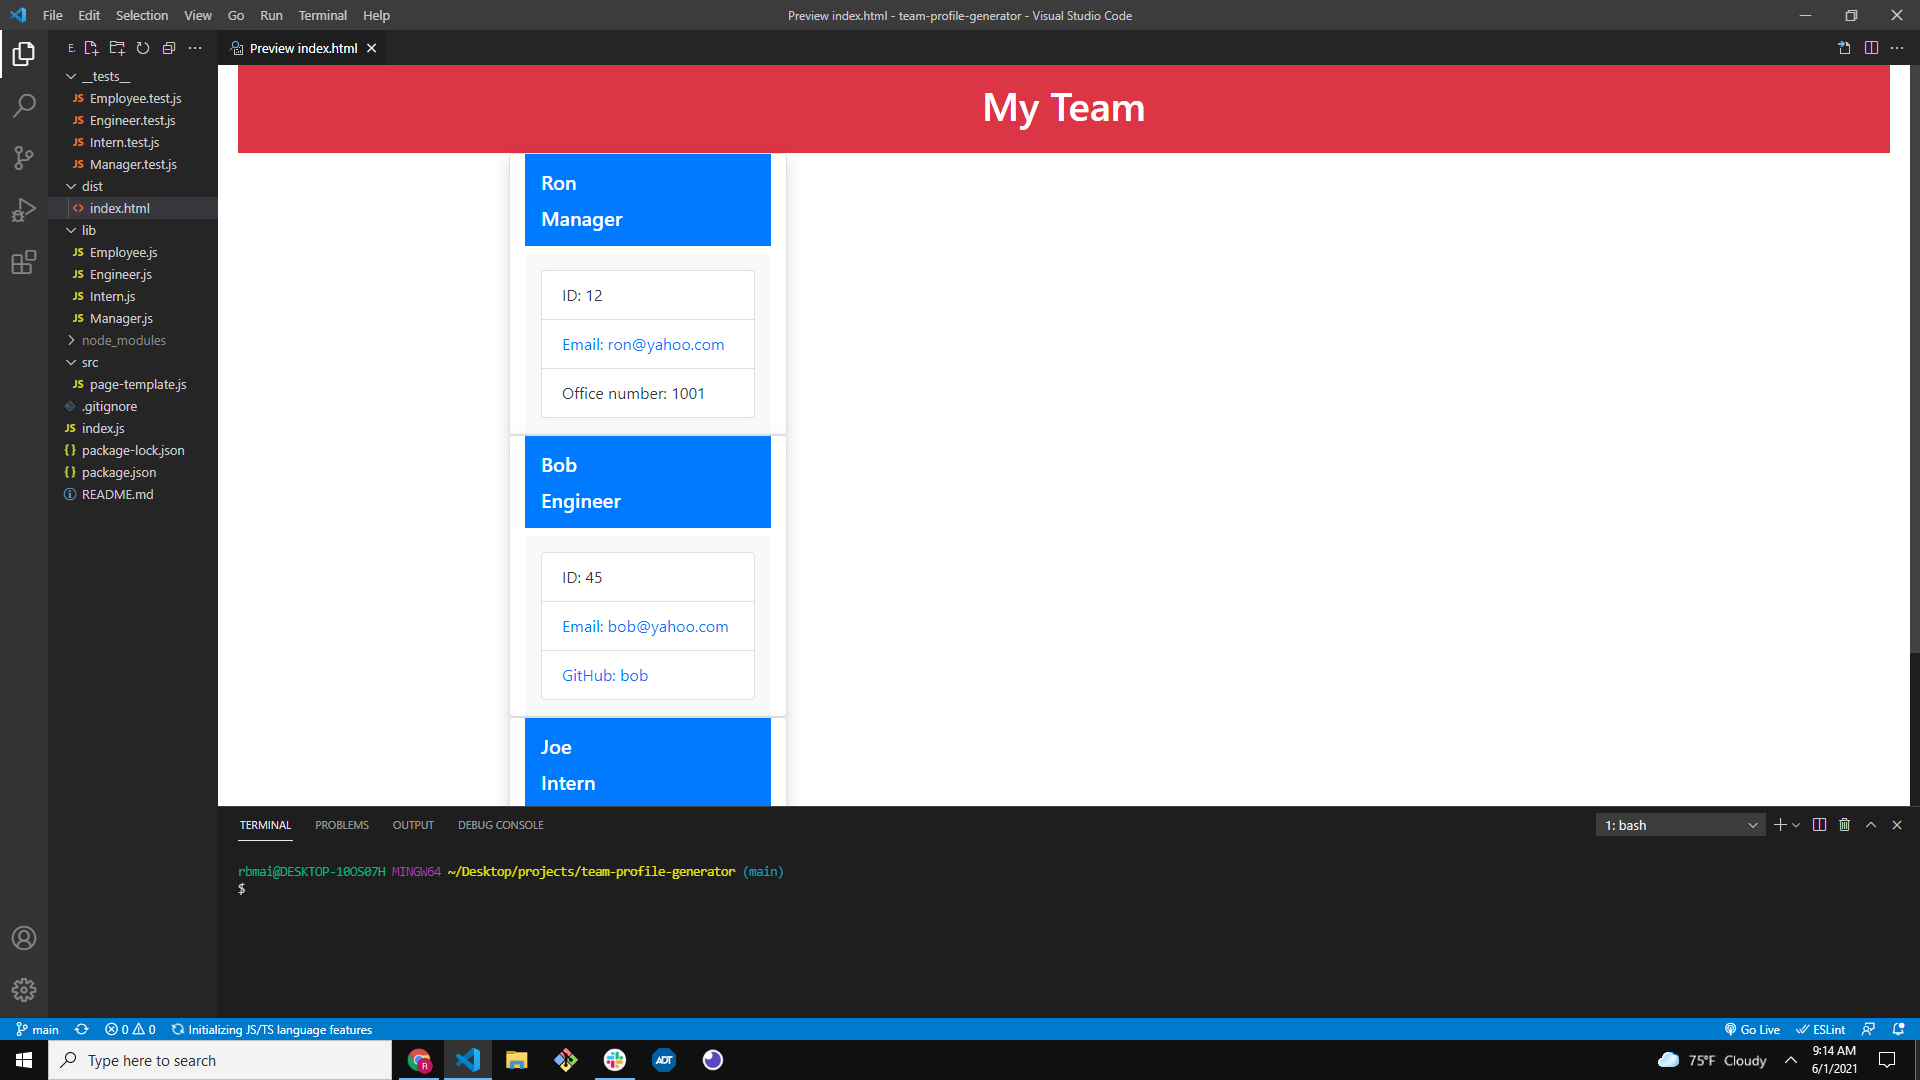 File Edit Selection View Go Run Terminal Help
Preview index.html - team-profile-generator - Visual Studio Code
E.
Preview index.html
__tests__
JS Employee.test.js
JS Engineer.test.js
JS Intern.test.js
JS Manager.test.js
dist
<> index.html
lib
JS Employee.js
JS Engineer.js
JS Intern.js
JS Manager.js
node_modules
src
JS page-template.js
.gitignore
JS index.js
{} package-lock.json
{} package.json
README.md
My Team
Ron
Manager
ID: 12
Email: ron@yahoo.com
Office number: 1001
Bob
Engineer
ID: 45
Email: bob@yahoo.com
GitHub: bob
Joe
Intern
TERMINAL PROBLEMS OUTPUT DEBUG CONSOLE
1: bash
rbmai@DESKTOP-10OS07H MINGW64 ~/Desktop/projects/team-profile-generator (main)
$
main 0 0 Initializing JS/TS language features
Go Live ESLint
Type here to search
R
ADT
75°F Cloudy
9:14 AM
6/1/2021